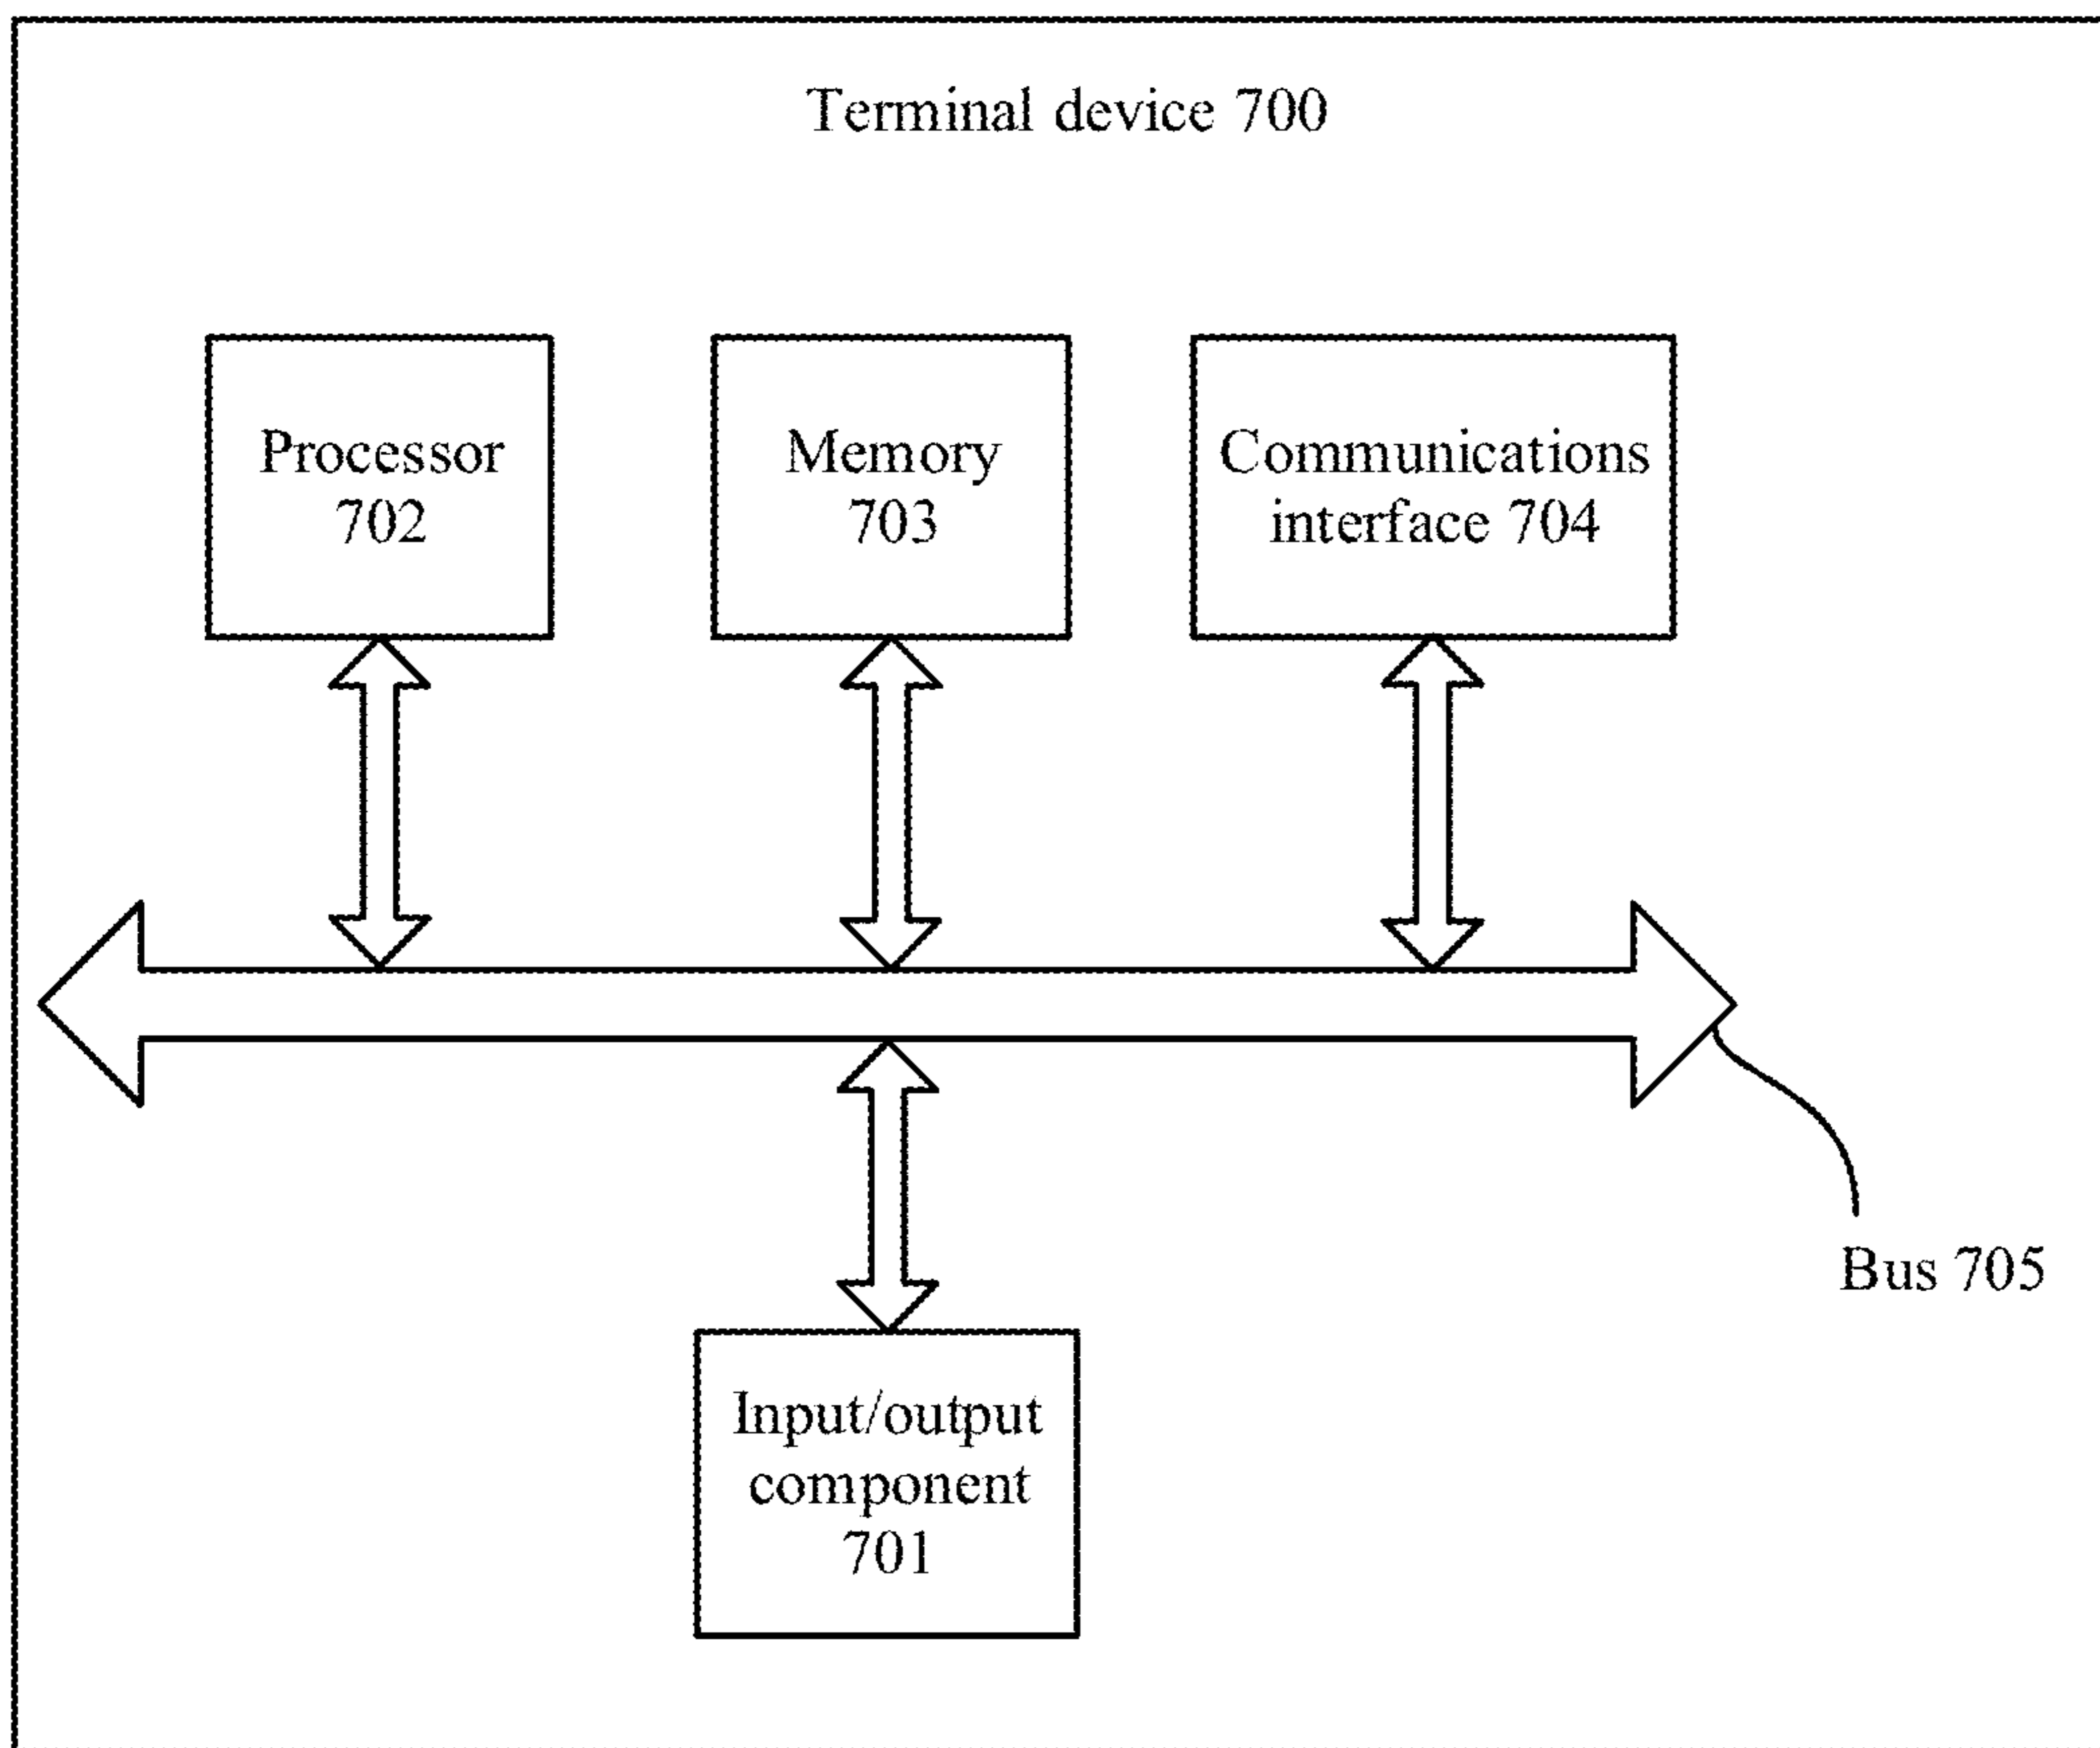 Terminal device 700
Processor
702
Memory
703
Communications
interface 704
Bus 705
Input/output
component
701